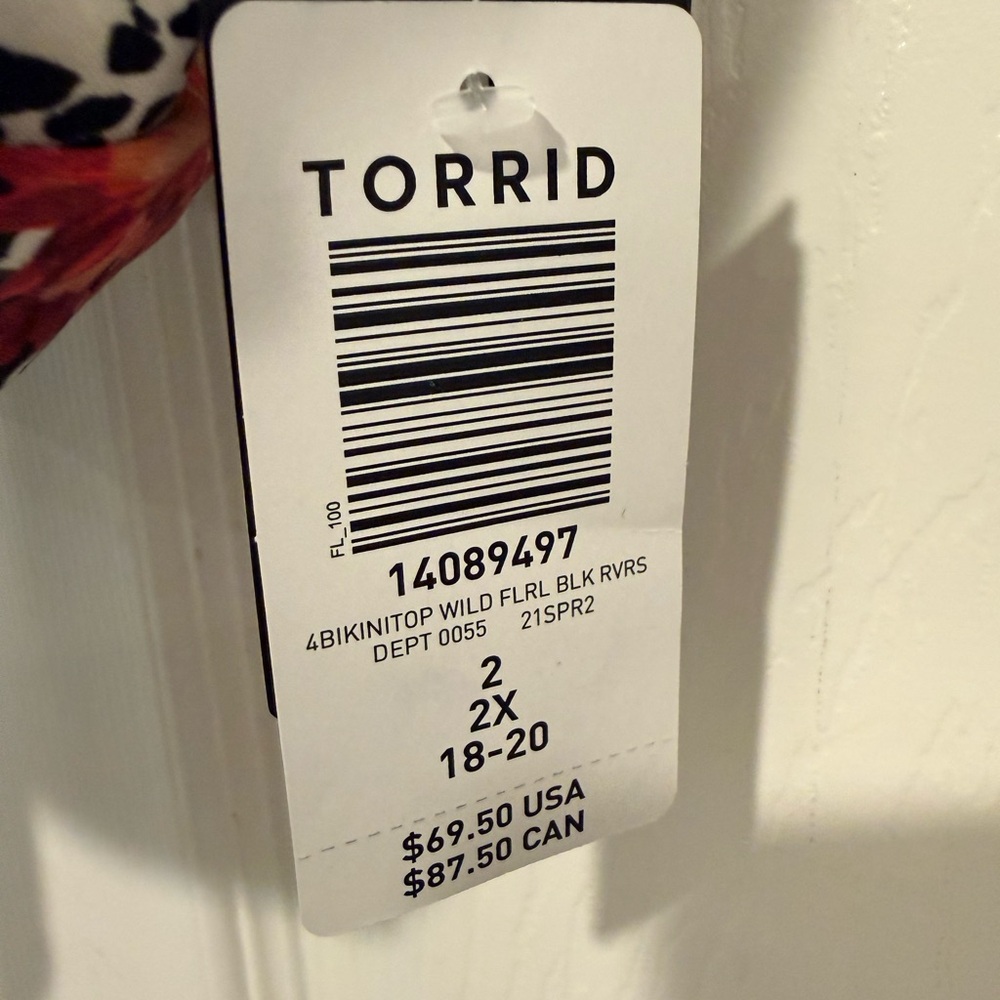 TORRID
FL_100
14089497
4BIKINITOP WILD FLRL BLK RVRS
DEPT 0055 21SPR2
2
2X
18-20
$69.50 USA
$87.50 CAN